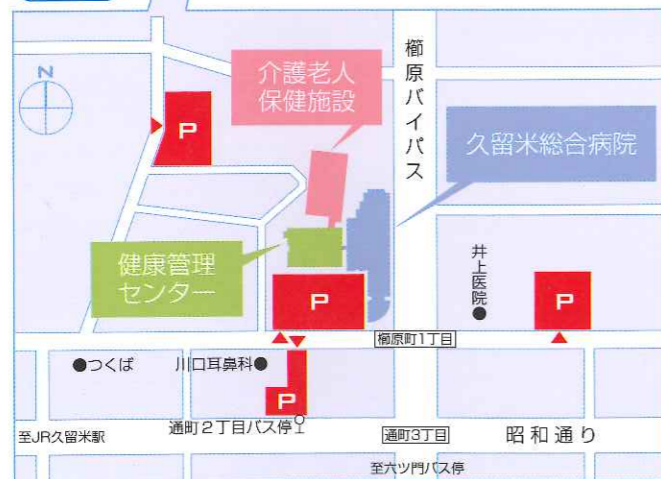 N
介護老人
保健施設
櫛原バイパス
P
久留米総合病院
健康管理
センター
井上医院
P
P
櫛原町1丁目
つくば
川口耳鼻科
P
通町2丁目バス停
至JR久留米駅
通町3丁目
昭和通り
至六ツ門バス停